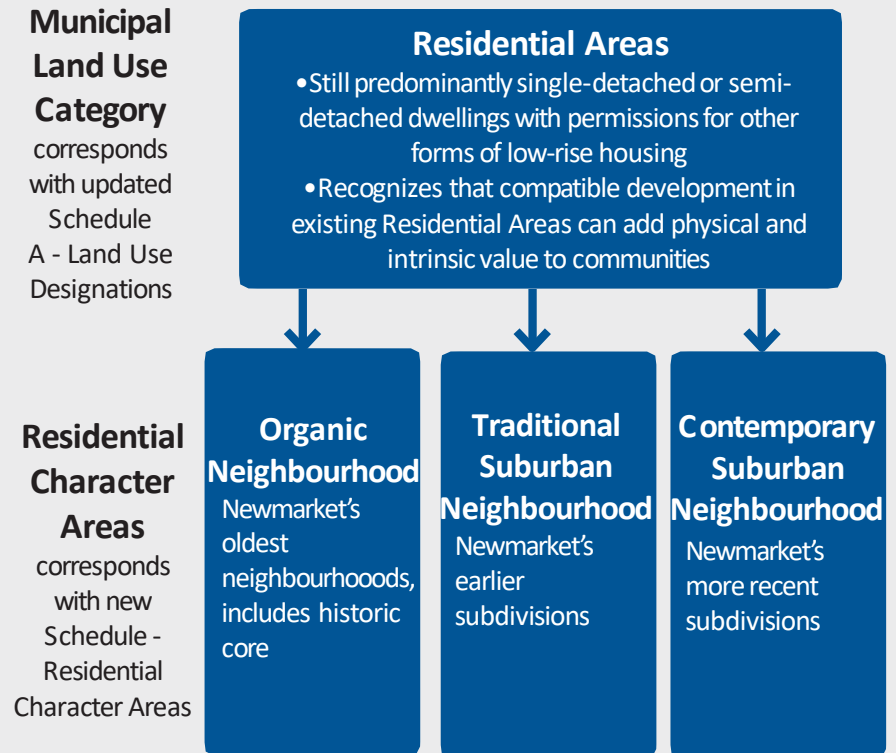 Municipal
Land Use
Category
corresponds
with updated
Schedule
A - Land Use
Designations
Residential Areas
•Still predominantly single-detached or semi-
detached dwellings with permissions for other
forms of low-rise housing
•Recognizes that compatible development in
existing Residential Areas can add physical and
intrinsic value to communities
Residential
Character
Areas
corresponds
with new
Schedule -
Residential
Character Areas
Organic
Neighbourhood
Newmarket’s
oldest
neighbourhooods,
includes historic
core
Traditional
Suburban
Neighbourhood
Newmarket’s
earlier
subdivisions
Contemporary
Suburban
Neighbourhood
Newmarket’s
more recent
subdivisions